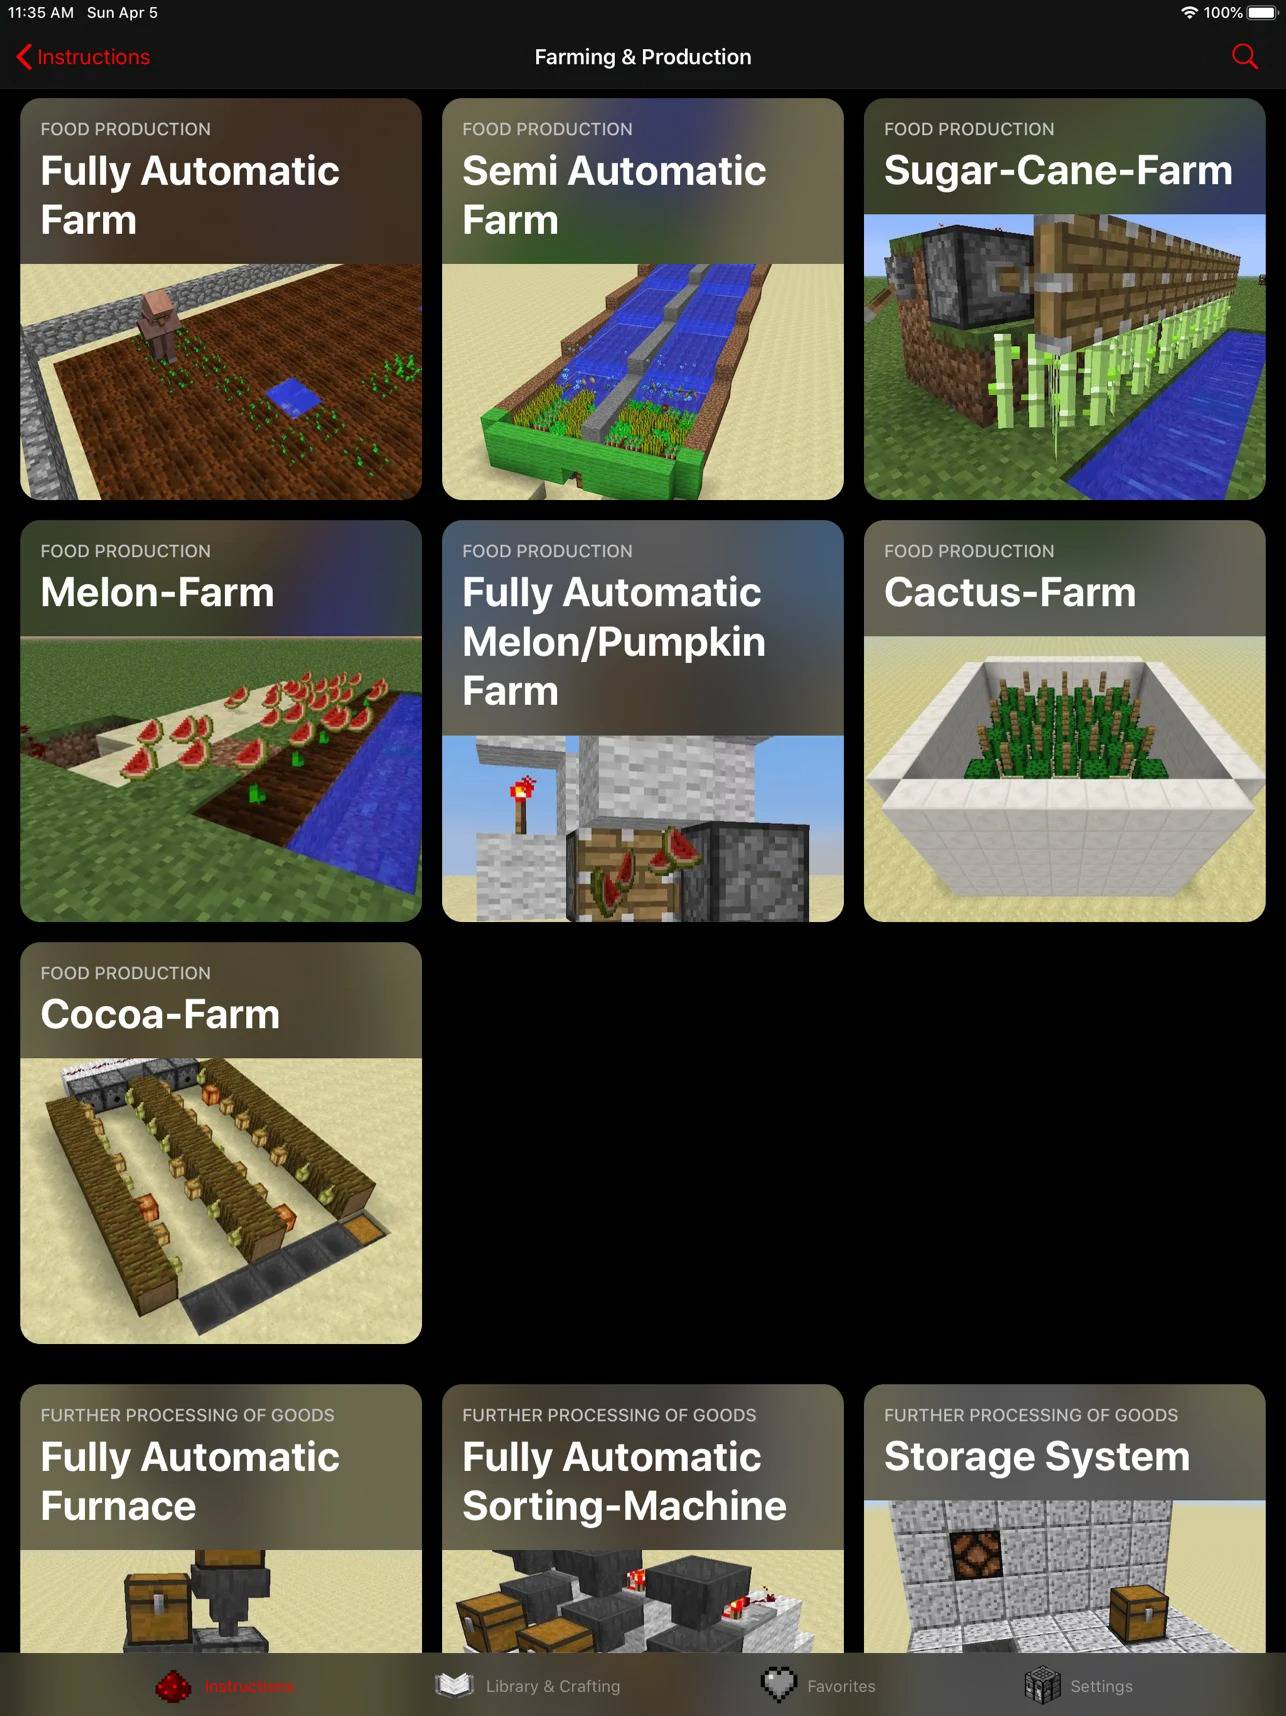 11:35 AM Sun Apr 5
100%
Instructions
Farming & Production
FOOD PRODUCTION
Fully Automatic
Farm
FOOD PRODUCTION
Semi Automatic
Farm
FOOD PRODUCTION
Sugar-Cane-Farm
FOOD PRODUCTION
Melon-Farm
FOOD PRODUCTION
Fully Automatic
Melon/Pumpkin
Farm
FOOD PRODUCTION
Cactus-Farm
FOOD PRODUCTION
Cocoa-Farm
FURTHER PROCESSING OF GOODS
Fully Automatic
Furnace
FURTHER PROCESSING OF GOODS
Fully Automatic
Sorting-Machine
FURTHER PROCESSING OF GOODS
Storage System
Instructions
Library & Crafting
Favorites
Settings